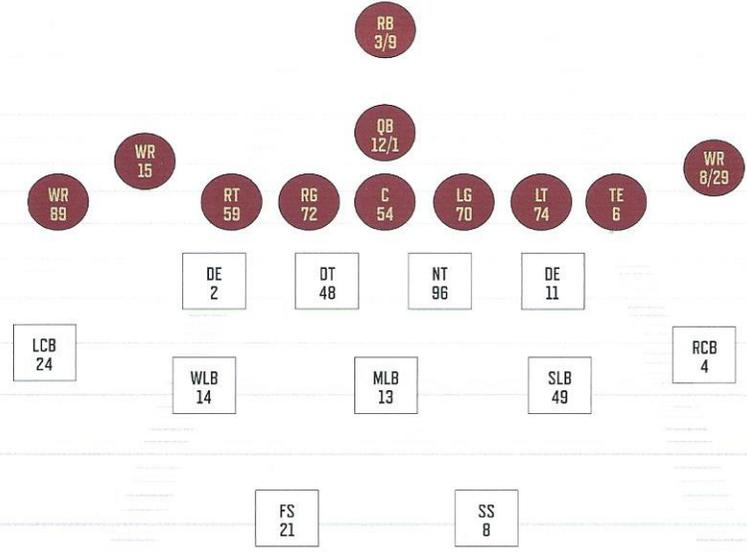 RB
3/9
QB
12/1
WR
15
WR
8/29
WR
89
RT
59
RG
72
C
54
LG
70
LT
74
TE
6
DE
2
DT
48
NT
96
DE
11
LCB
24
RCB
4
WLB
14
MLB
13
SLB
49
FS
21
SS
8